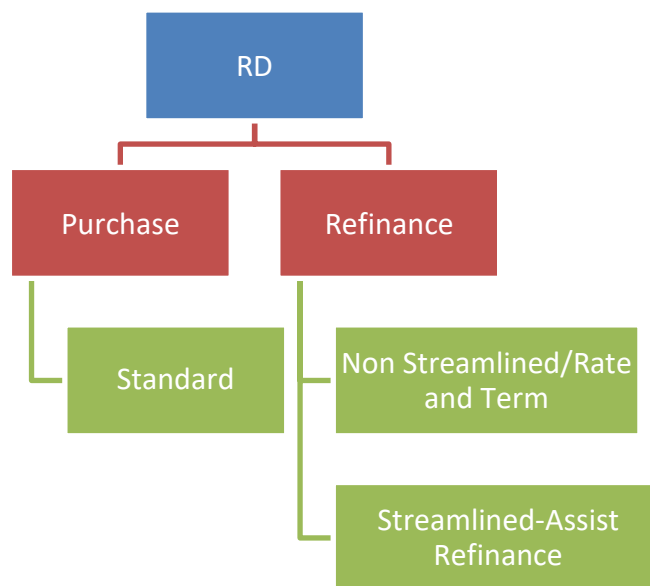 RD
Purchase
Refinance
Standard
Non Streamlined/Rate
and Term
Streamlined-Assist
Refinance